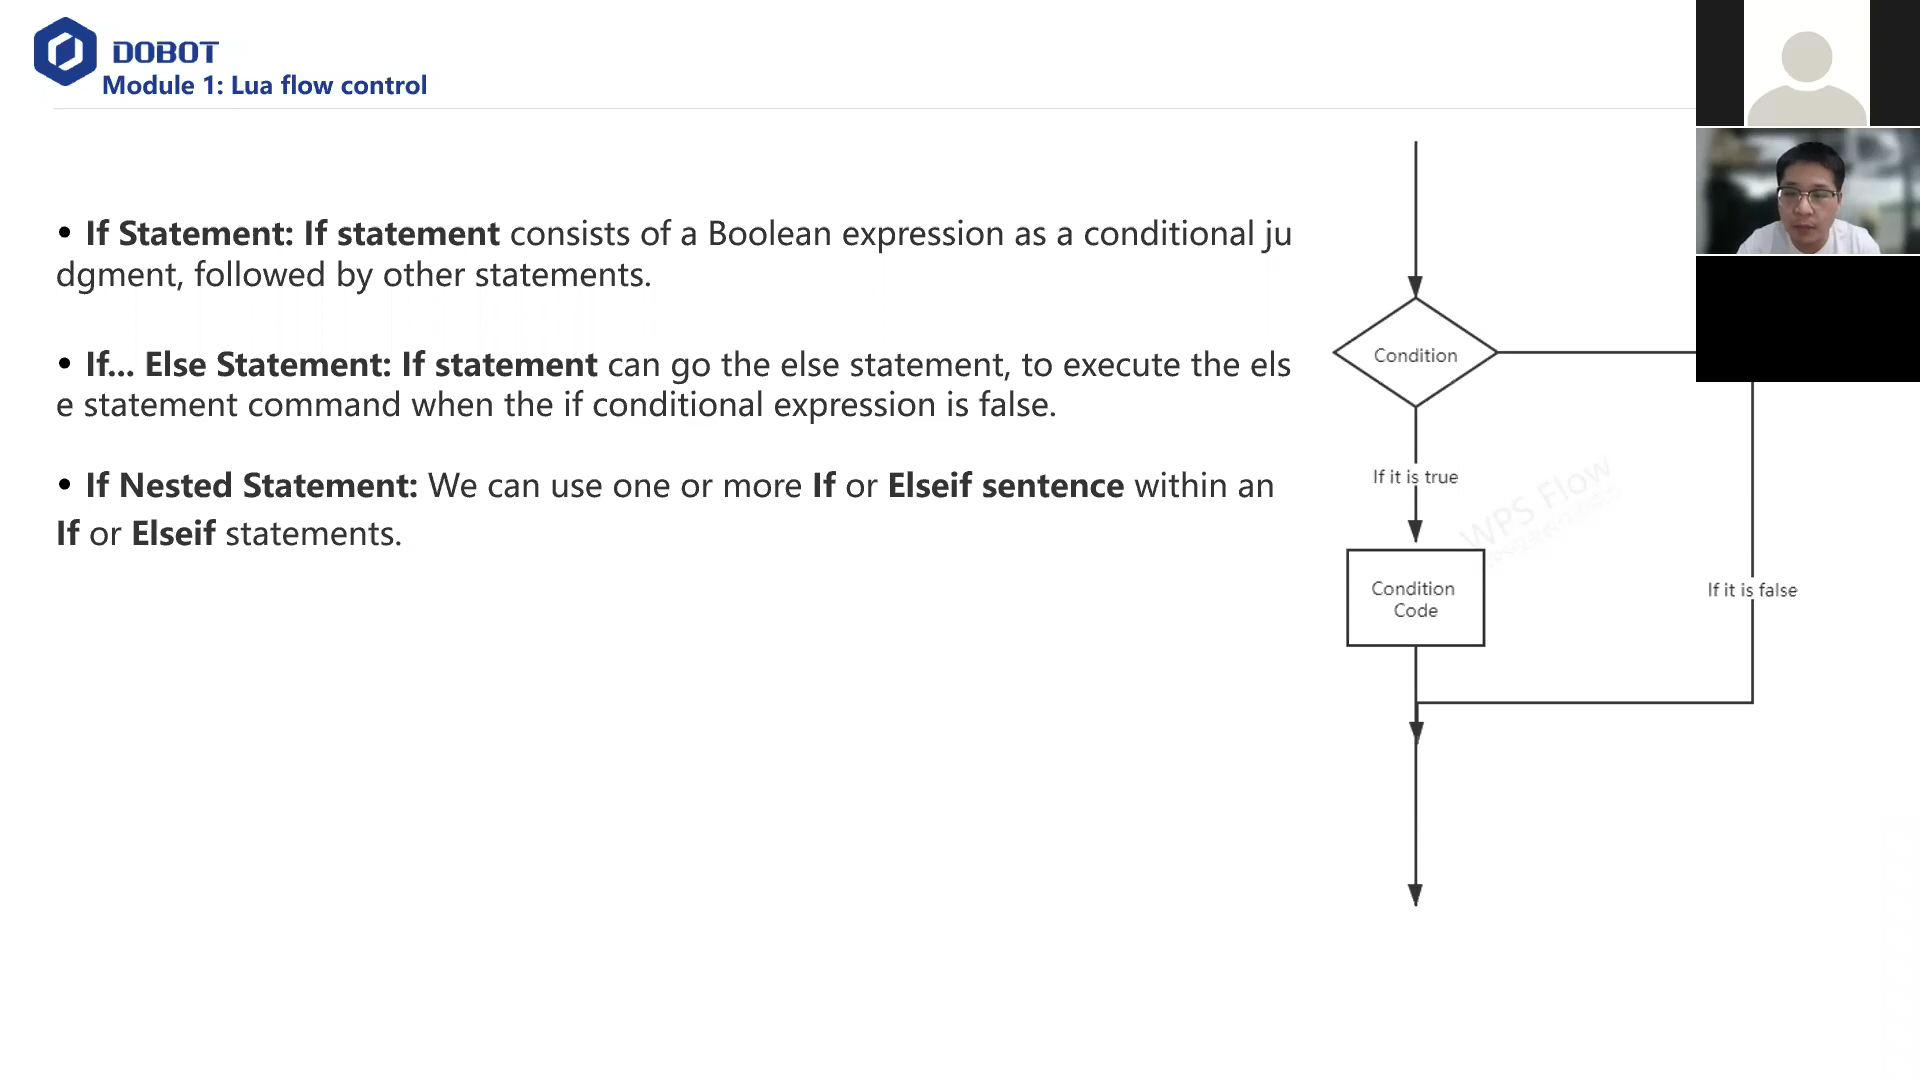 DOBOT
Module 1: Lua flow control
• If Statement: If statement consists of a Boolean expression as a conditional ju
dgment, followed by other statements.
• If... Else Statement: If statement can go the else statement, to execute the els
e statement command when the if conditional expression is false.
• If Nested Statement: We can use one or more If or Elseif sentence within an
If or Elseif statements.
Condition
If it is true
Condition
Code
If it is false
WPS Flow